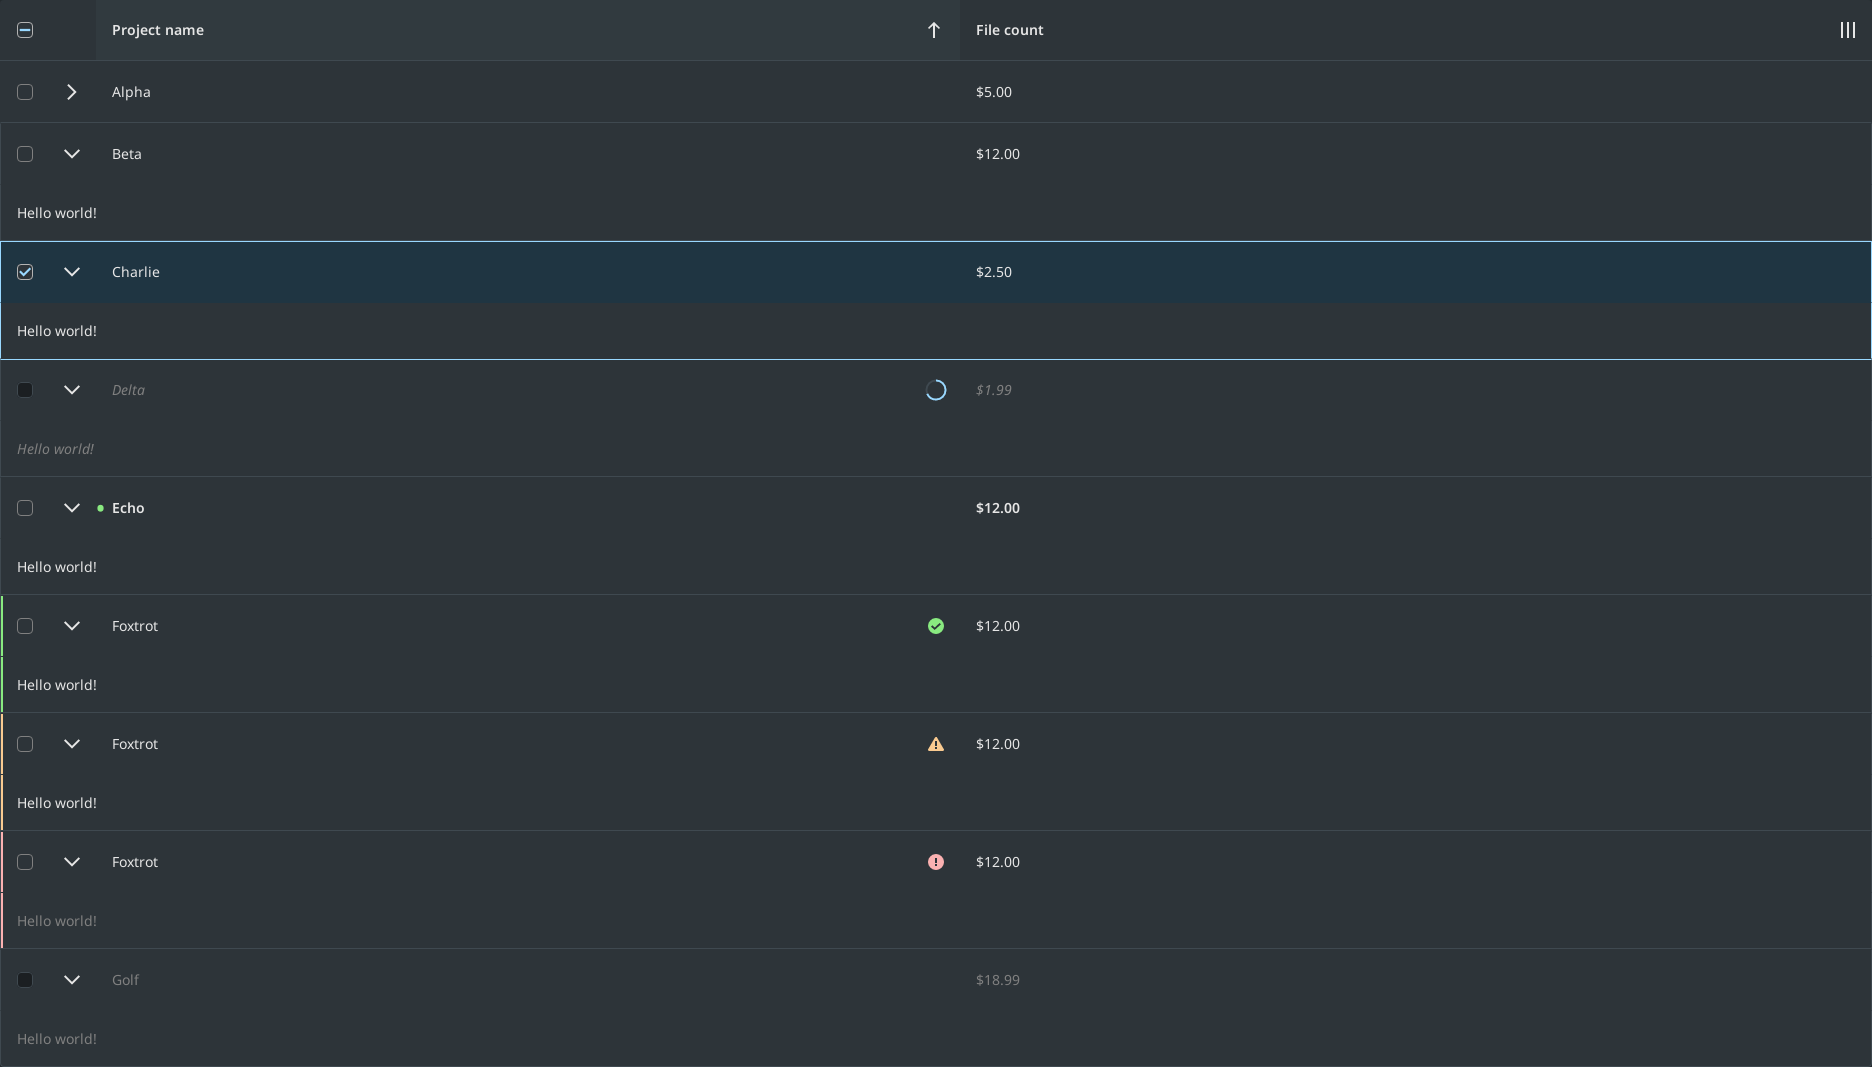 Project name File count
Alpha $5.00
Beta $12.00
Hello world!
Charlie $2.50
Hello world!
Delta $1.99
Hello world!
Echo $12.00
Hello world!
Foxtrot $12.00
Hello world!
Foxtrot $12.00
Hello world!
Foxtrot $12.00
Hello world!
Golf $18.99
Hello world!